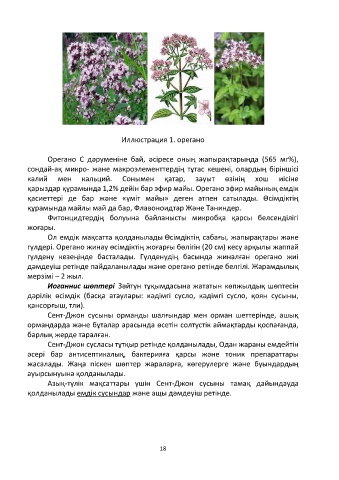 Иллюстрация 1. орегано
Орегано С дәруменіне бай, әсіресе оның жапырақтарында (565 мг%),
сондай-ақ микро- және макроэлементтердің тұтас кешені, олардың біріншісі
калий мен кальций. Сонымен қатар, зауыт өзінің хош иісіне
қарыздар құрамында 1,2% дейін бар эфир майы. Орегано эфир майының емдік
қасиеттері де бар және «үміт майы» деген атпен сатылады. Өсімдіктің
құрамында майлы май да бар, Флавоноидтар Және Таниндер.
Фитонцидтердің болуына байланысты микробқа қарсы белсенділігі
жоғары.
Ол емдік мақсатта қолданылады Өсімдіктің сабағы, жапырақтары және
гүлдері. Орегано жинау өсімдіктің жоғарғы бөлігін (20 см) кесу арқылы жаппай
гүлдену кезеңінде басталады. Гүлденудің басында жиналған орегано жиі
дәмдеуіш ретінде пайдаланылады және орегано ретінде белгілі. Жарамдылық
мерзімі – 2 жыл.
Иоганнис шөптері Зәйтүн тұқымдасына жататын көпжылдық шөптесін
дәрілік өсімдік (басқа атаулары: кәдімгі сусло, кәдімгі сусло, қоян сусыны,
қансорғыш, тли).
Сент-Джон сусыны орманды шалғындар мен орман шеттерінде, ашық
ормандарда және бұталар арасында өсетін солтүстік аймақтарды қоспағанда,
барлық жерде таралған.
Сент-Джон сусласы тұтқыр ретінде қолданылады, Одан жараны емдейтін
әсері бар антисептикалық, бактерияға қарсы және тоник препараттары
жасалады. Жаңа піскен шөптер жараларға, көгерулерге және буындардың
ауырсынуына қолданылады.
Азық-түлік мақсаттары үшін Сент-Джон сусыны тамақ дайындауда
қолданылады емдік сусындар және ащы дәмдеуіш ретінде.
18